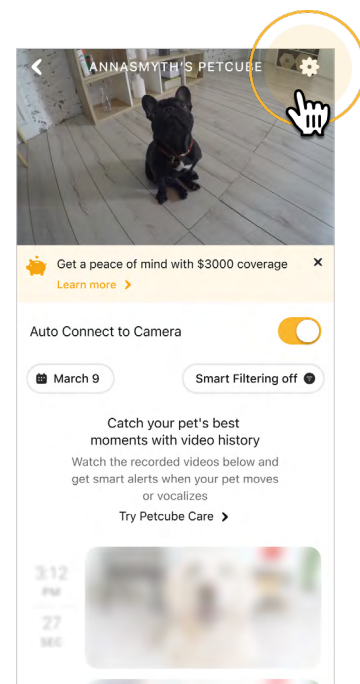 ANNASMYTH'S PETCUBE
Get a peace of mind with $3000 coverage
Learn more
Auto Connect to Camera
March 9
Smart Filtering off
Catch your pet's best
moments with video history
Watch the recorded videos below and
get smart alerts when your pet moves
or vocalizes
Try Petcube Care
3:12
PM
27
SEC